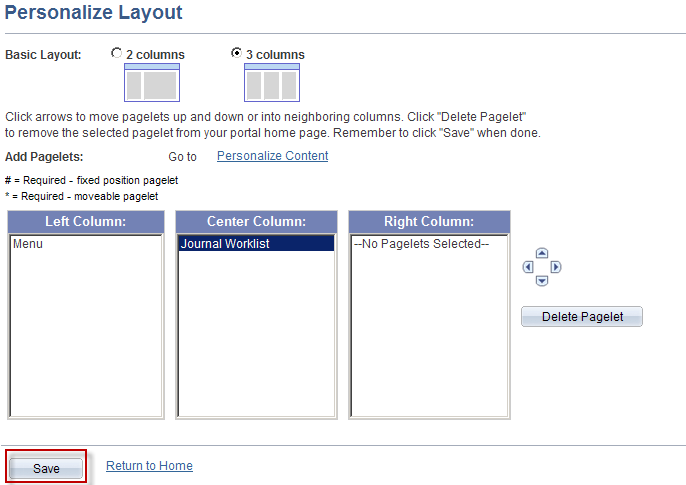 Personalize Layout
Basic Layout: 2 columns 3 columns
Click arrows to move pagelets up and down or into neighboring columns. Click "Delete Pagelet"
to remove the selected pagelet from your portal home page. Remember to click "Save" when done.
Add Pagelets: Go to Personalize Content
# = Required - fixed position pagelet
* = Required - moveable pagelet
Left Column: Center Column: Right Column:
Menu Journal Worklist --No Pagelets Selected--
Delete Pagelet
Save Return to Home